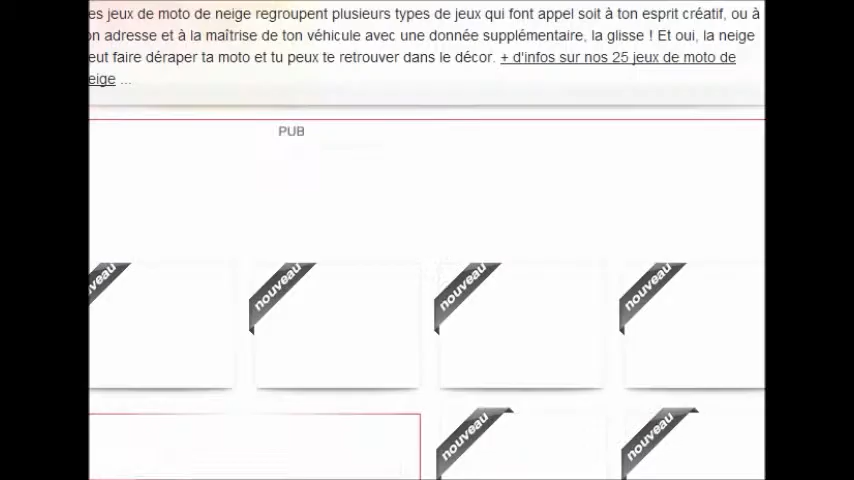 es jeux de moto de neige regroupent plusieurs types de jeux qui font appel soit à ton esprit créatif, ou à
on adresse et à la maîtrise de ton véhicule avec une donnée supplémentaire, la glisse ! Et oui, la neige
eut faire déraper ta moto et tu peux te retrouver dans le décor. + d'infos sur nos 25 jeux de moto de
eige ...
PUB
uveau
nouveau
nouveau
nouveau
nouveau
nouveau